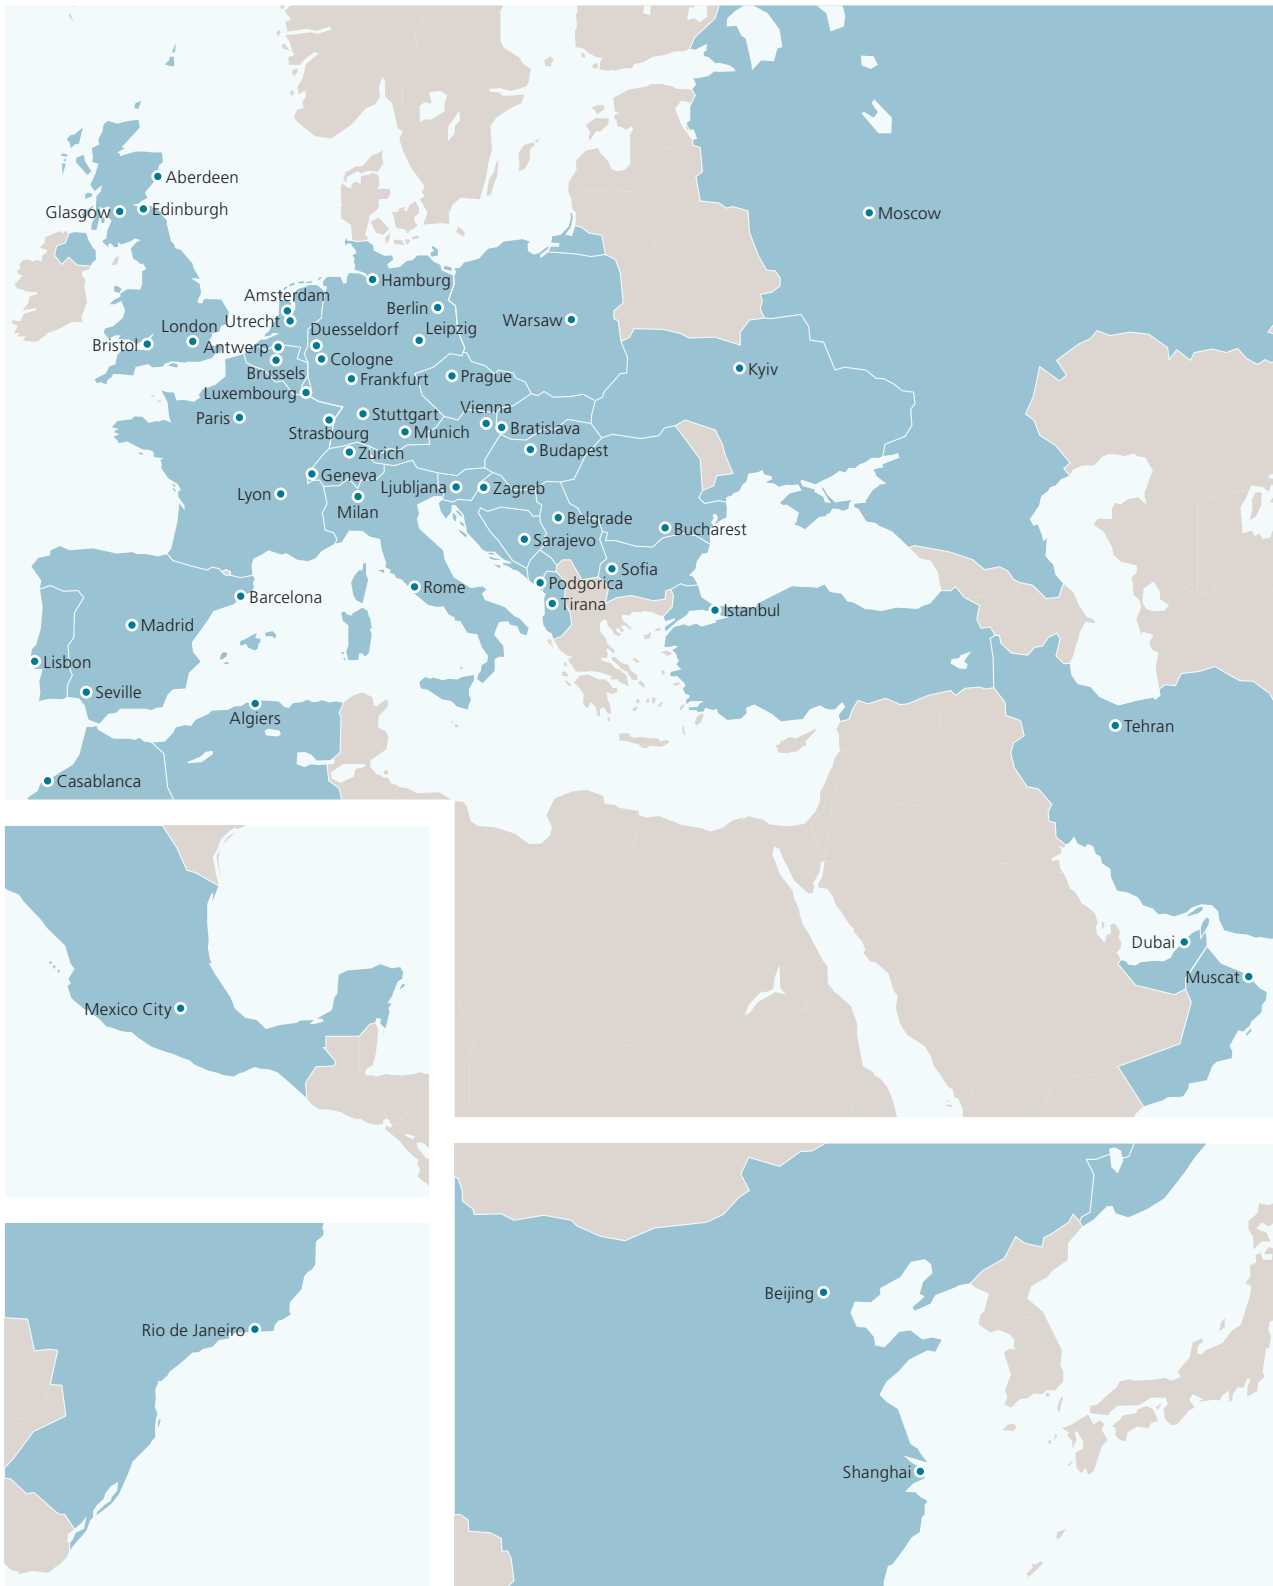 Aberdeen
Glasgow
Edinburgh
Moscow
Hamburg
Amsterdam
Berlin
Utrecht
Warsaw
London
Duesseldorf
Leipzig
Bristol
Antwerp
Cologne
Kyiv
Brussels
Frankfurt
Prague
Luxembourg
Vienna
Paris
Stuttgart
Strasbourg
Munich
Bratislava
Zurich
Budapest
Geneva
Lyon
Ljubljana
Zagreb
Milan
Belgrade
Bucharest
Sarajevo
Sofia
Podgorica
Rome
Barcelona
Tirana
Istanbul
Madrid
Lisbon
Seville
Algiers
Tehran
Casablanca
Dubai
Muscat
Mexico City
Beijing
Rio de Janeiro
Shanghai